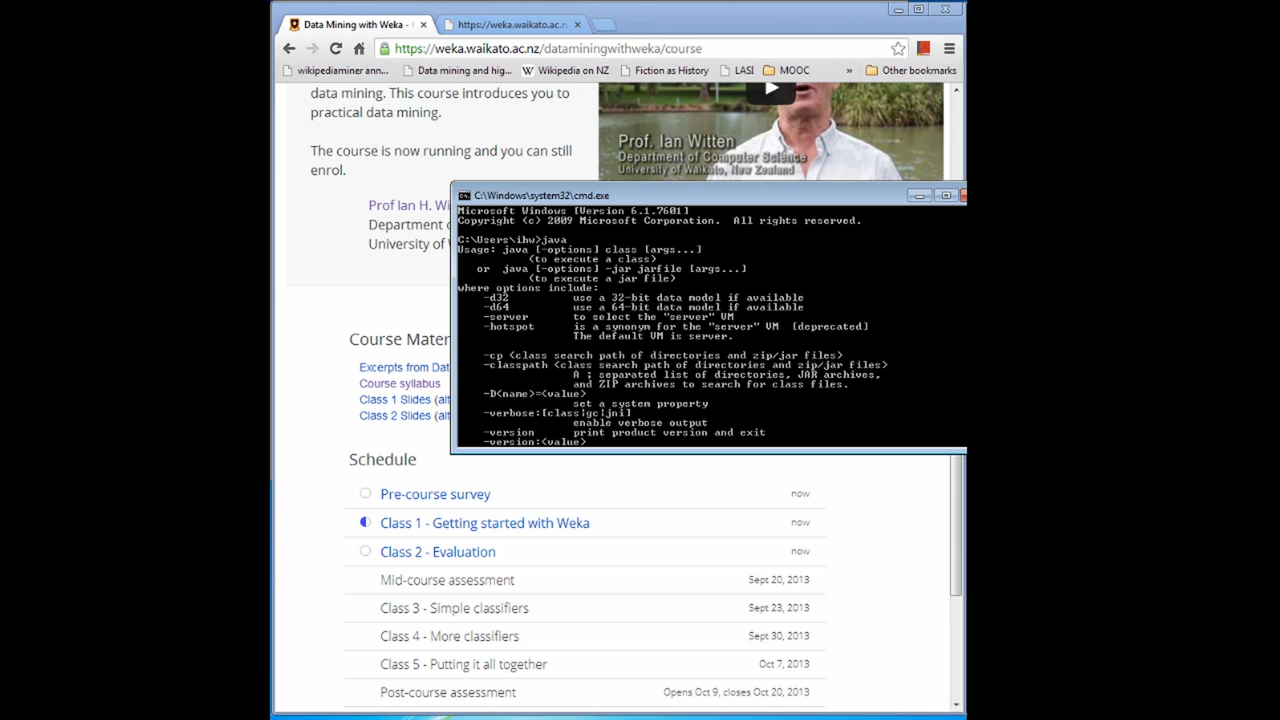 Data Mining with Weka -
https://weka.waikato.ac.n
https://weka.waikato.ac.nz/dataminingwithweka/course
wikipediaminer ann...
Data mining and hig...
Wikipedia on NZ
Fiction as History
LASI
MOOC
»
Other bookmarks
data mining. This course introduces you to
practical data mining.
The course is now running and you can still
enrol.
Prof. Ian Witten
Department of Computer Science
University of Waikato, New Zealand
Prof Ian H. Wi
Department
University of
C:\Windows\system32\cmd.exe
Microsoft Windows [Version 6.1.7601]
Copyright (c) 2009 Microsoft Corporation.  All rights reserved.
C:\Users\ihw>java
Usage: java [-options] class [args...]
(to execute a class)
or  java [-options] -jar jarfile [args...]
(to execute a jar file)
where options include:
-d32 use a 32-bit data model if available
-d64 use a 64-bit data model if available
-server to select the "server" VM
-hotspot is a synonym for the "server" VM  [deprecated]
The default VM is server.
-cp <class search path of directories and zip/jar files>
-classpath <class search path of directories and zip/jar files>
A ; separated list of directories, JAR archives,
and ZIP archives to search for class files.
-D<name>=<value>
set a system property
-verbose:[class|gc|jni]
enable verbose output
-version print product version and exit
-version:<value>
Course Mater
Excerpts from Dat
Course syllabus
Class 1 Slides (alt
Class 2 Slides (alt
Schedule
Pre-course survey now
Class 1 - Getting started with Weka now
Class 2 - Evaluation now
Mid-course assessment Sept 20, 2013
Class 3 - Simple classifiers Sept 23, 2013
Class 4 - More classifiers Sept 30, 2013
Class 5 - Putting it all together Oct 7, 2013
Post-course assessment Opens Oct 9, closes Oct 20, 2013